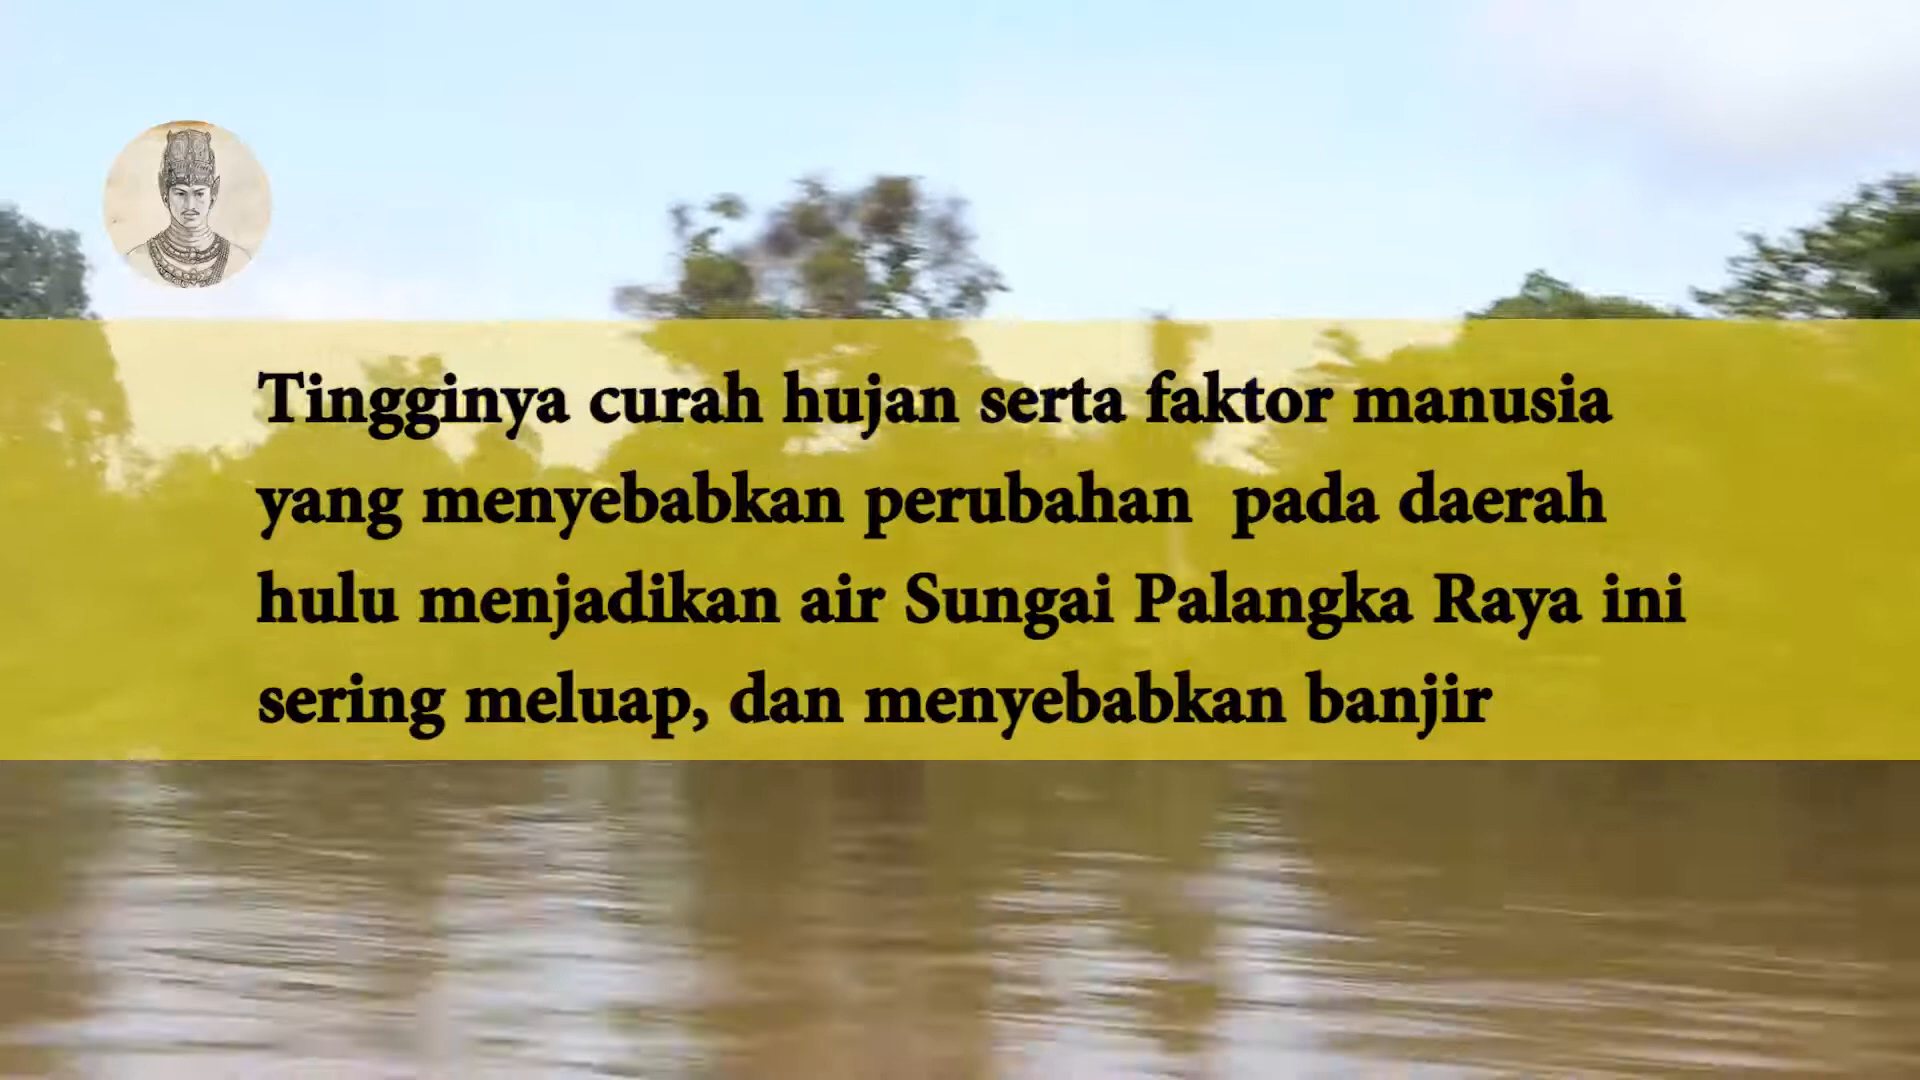 Tingginya curah hujan serta faktor manusia
yang menyebabkan perubahan  pada daerah
hulu menjadikan air Sungai Palangka Raya ini
sering meluap, dan menyebabkan banjir